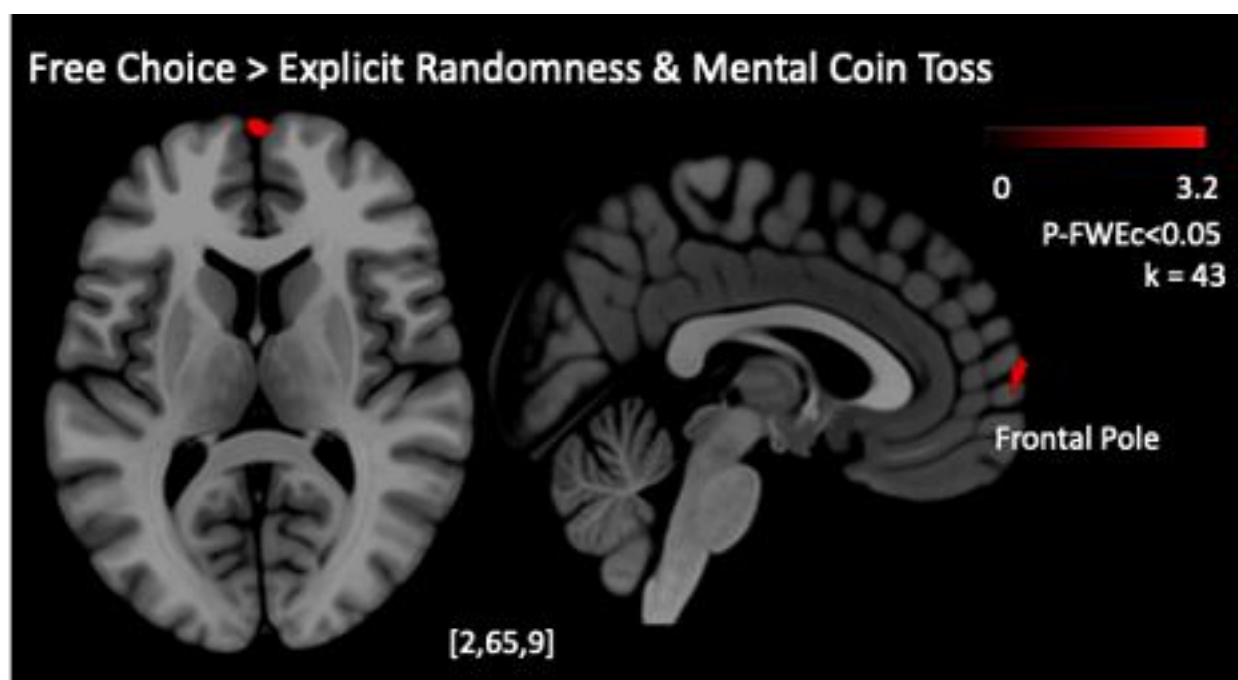 Free Choice > Explicit Randomness & Mental Coin Toss
0 3.2
P-FWEc<0.05
k = 43
Frontal Pole
[2,65,9]